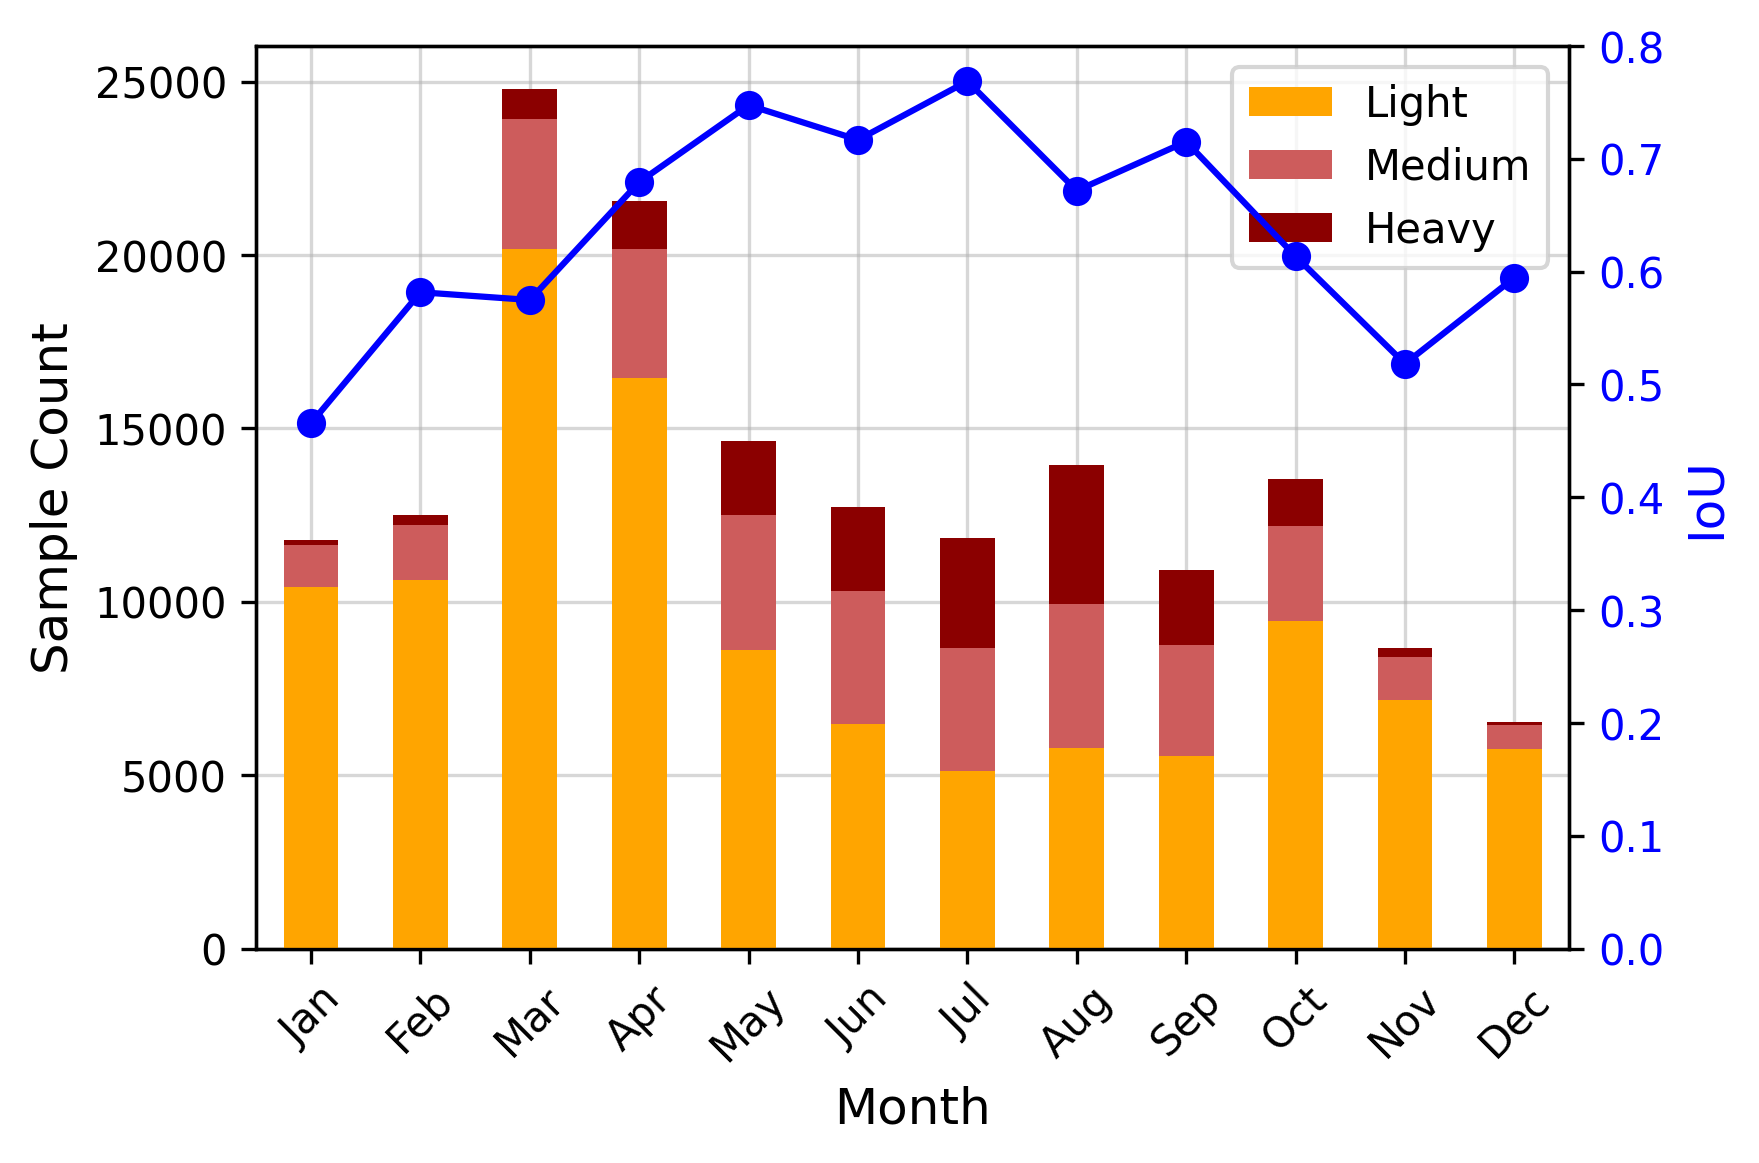 25000
20000
15000
10000
5000
0
Sample Count
Light
Medium
Heavy
0.8
0.7
0.6
0.5
0.4
0.3
0.2
0.1
0.0
IoU
Jan Feb Mar Apr May Jun Jul Aug Sep Oct Nov Dec
Month